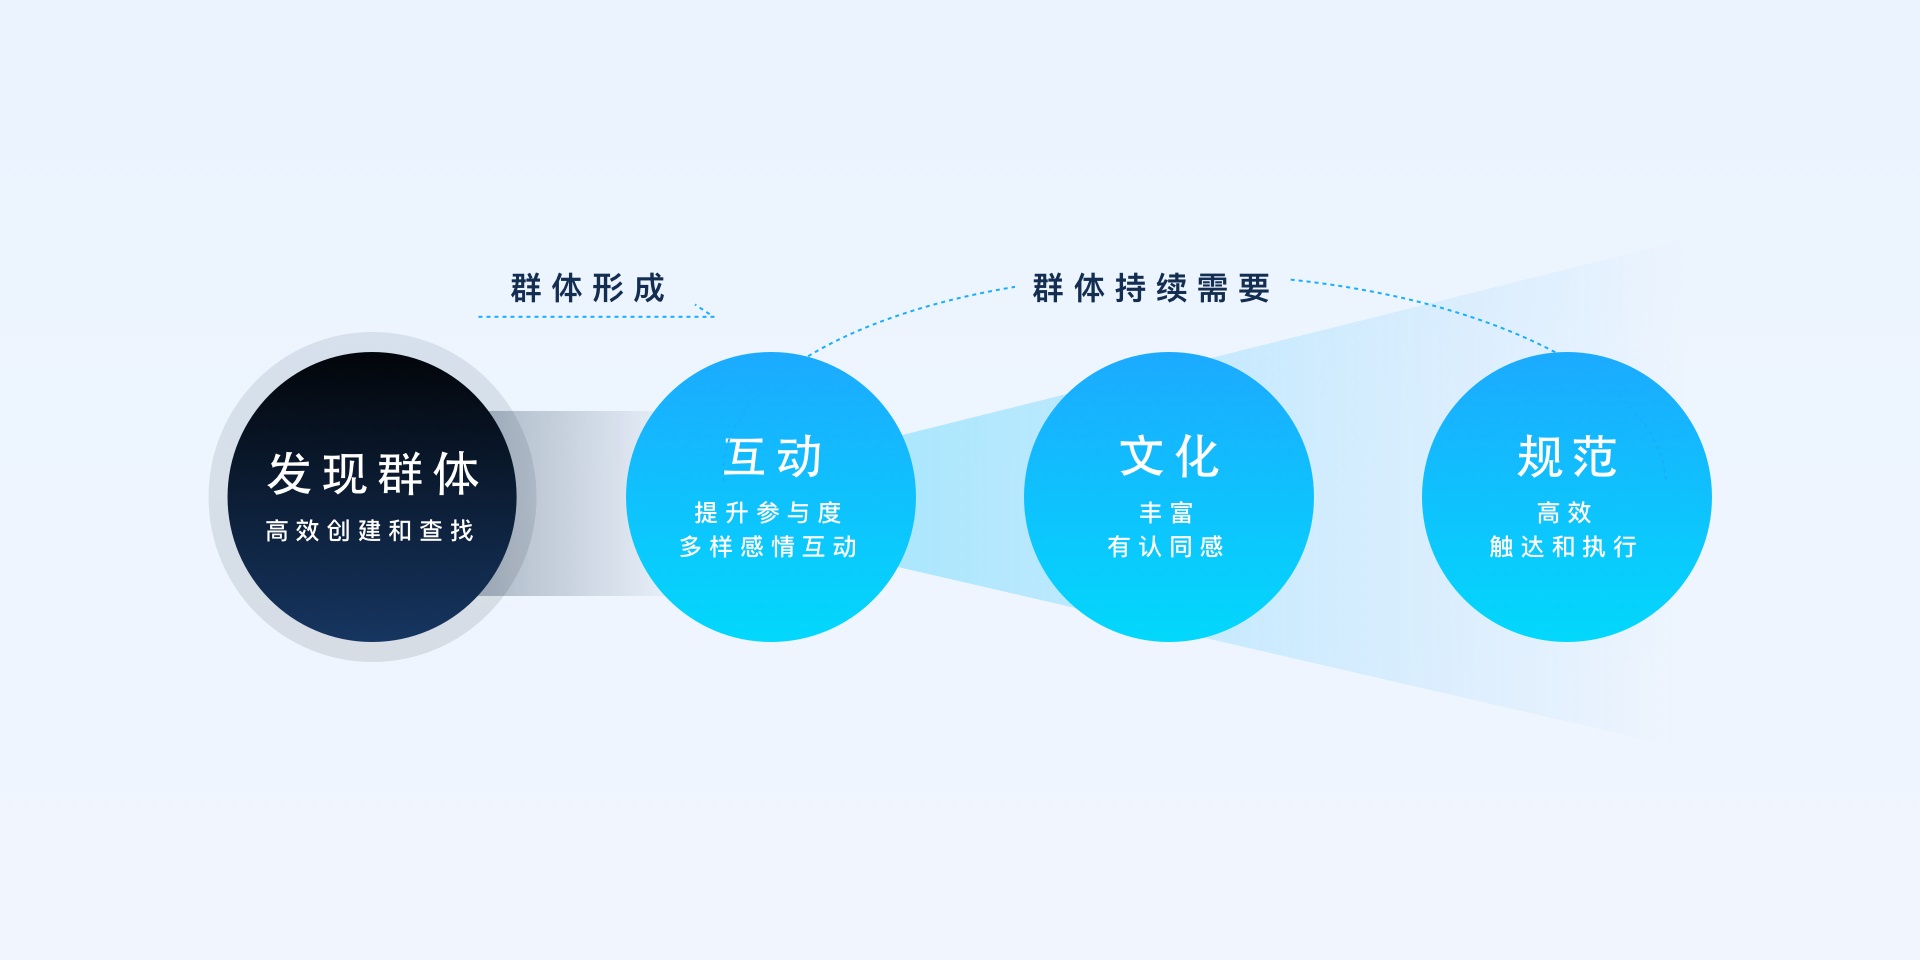 群体形成
群体持续需要
发现群体
高效创建和查找
互动
提升参与度
多样感情互动
文化
丰富
有认同感
规范
高效
触达和执行